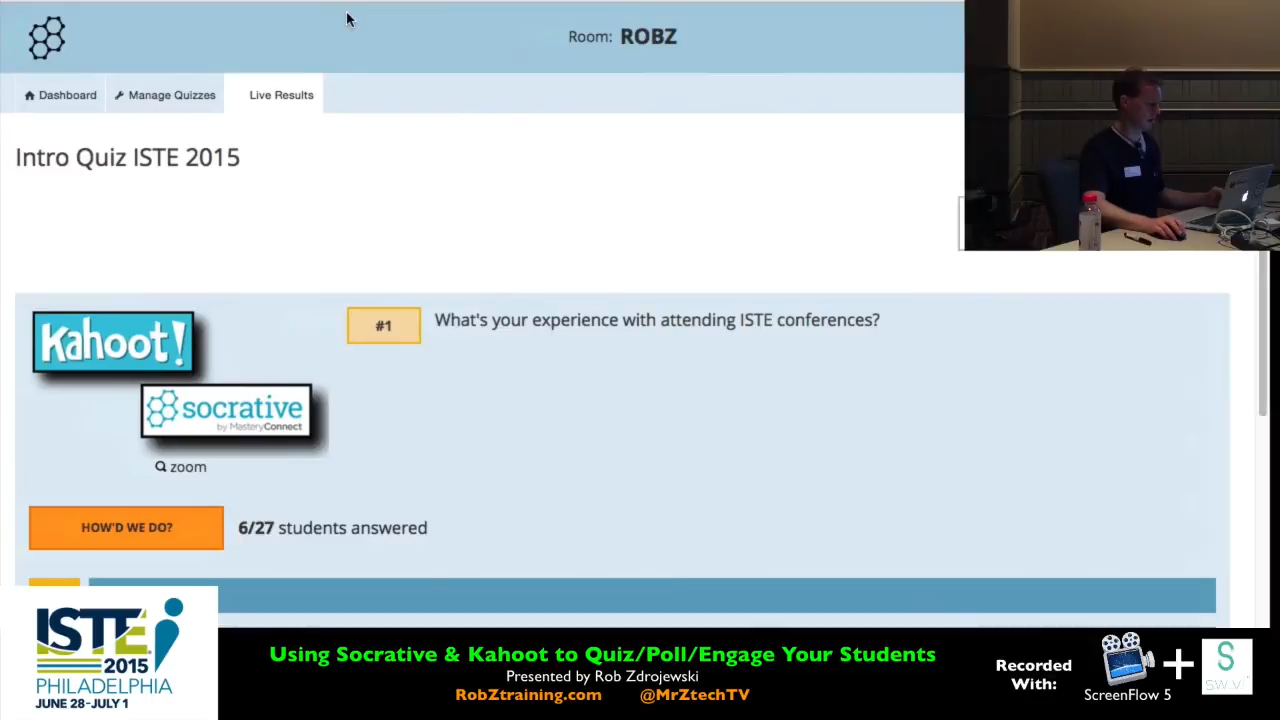 Room: ROBZ
Dashboard
Manage Quizzes
Live Results
Intro Quiz ISTE 2015
Kahoot!
socrative
by MasteryConnect
zoom
#1
What's your experience with attending ISTE conferences?
HOW'D WE DO?
6/27 students answered
ISTE
2015
PHILADELPHIA
JUNE 28-JULY 1
Using Socrative & Kahoot to Quiz/Poll/Engage Your Students
Presented by Rob Zdrojewski
RobZtraining.com @MrZtechTV
Recorded
With:
ScreenFlow 5
+
S